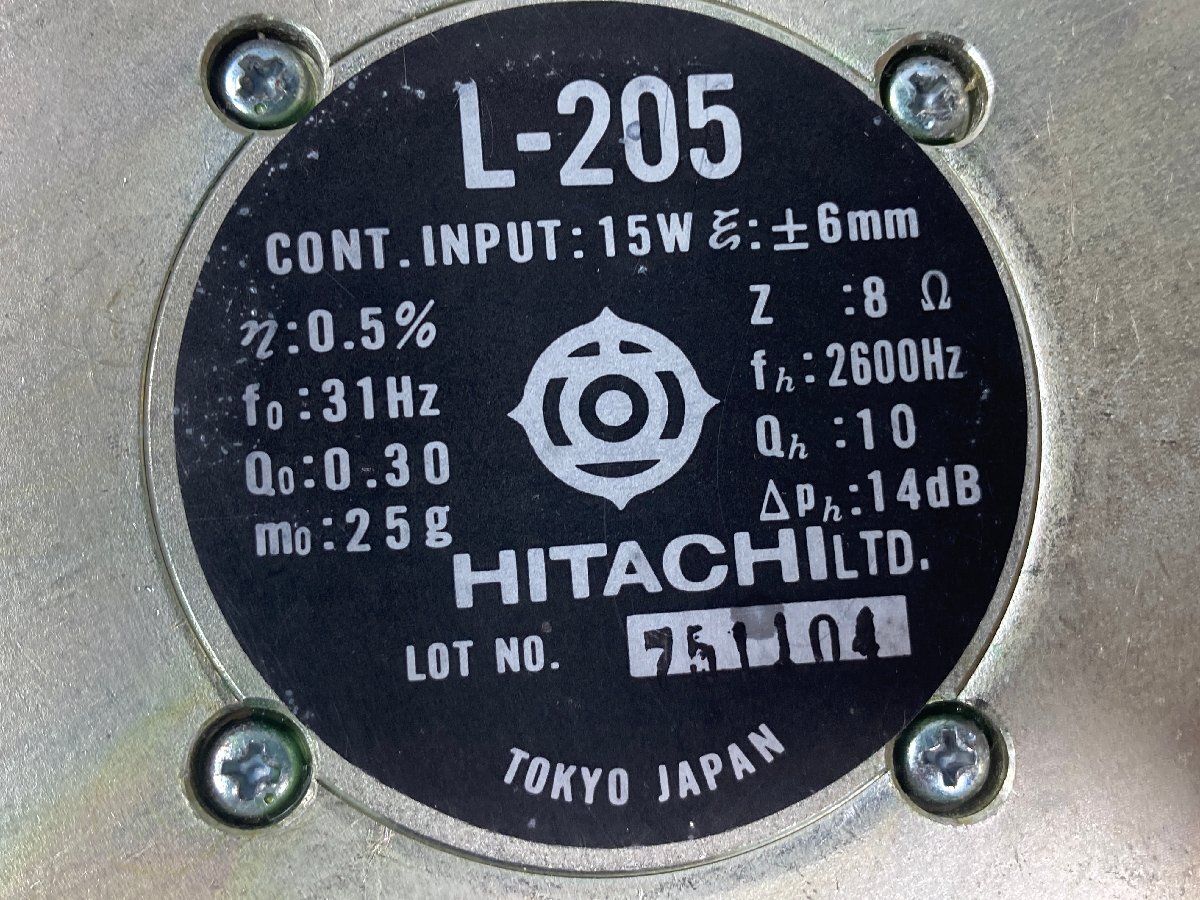 L-205
CONT. INPUT: 15W ξ: ±6mm
η: 0.5%
f0: 31Hz
Q0: 0.30
m0: 25g
Z : 8 Ω
fh: 2600Hz
Qh : 10
Δph: 14dB
HITACHI LTD.
LOT NO.
TOKYO JAPAN